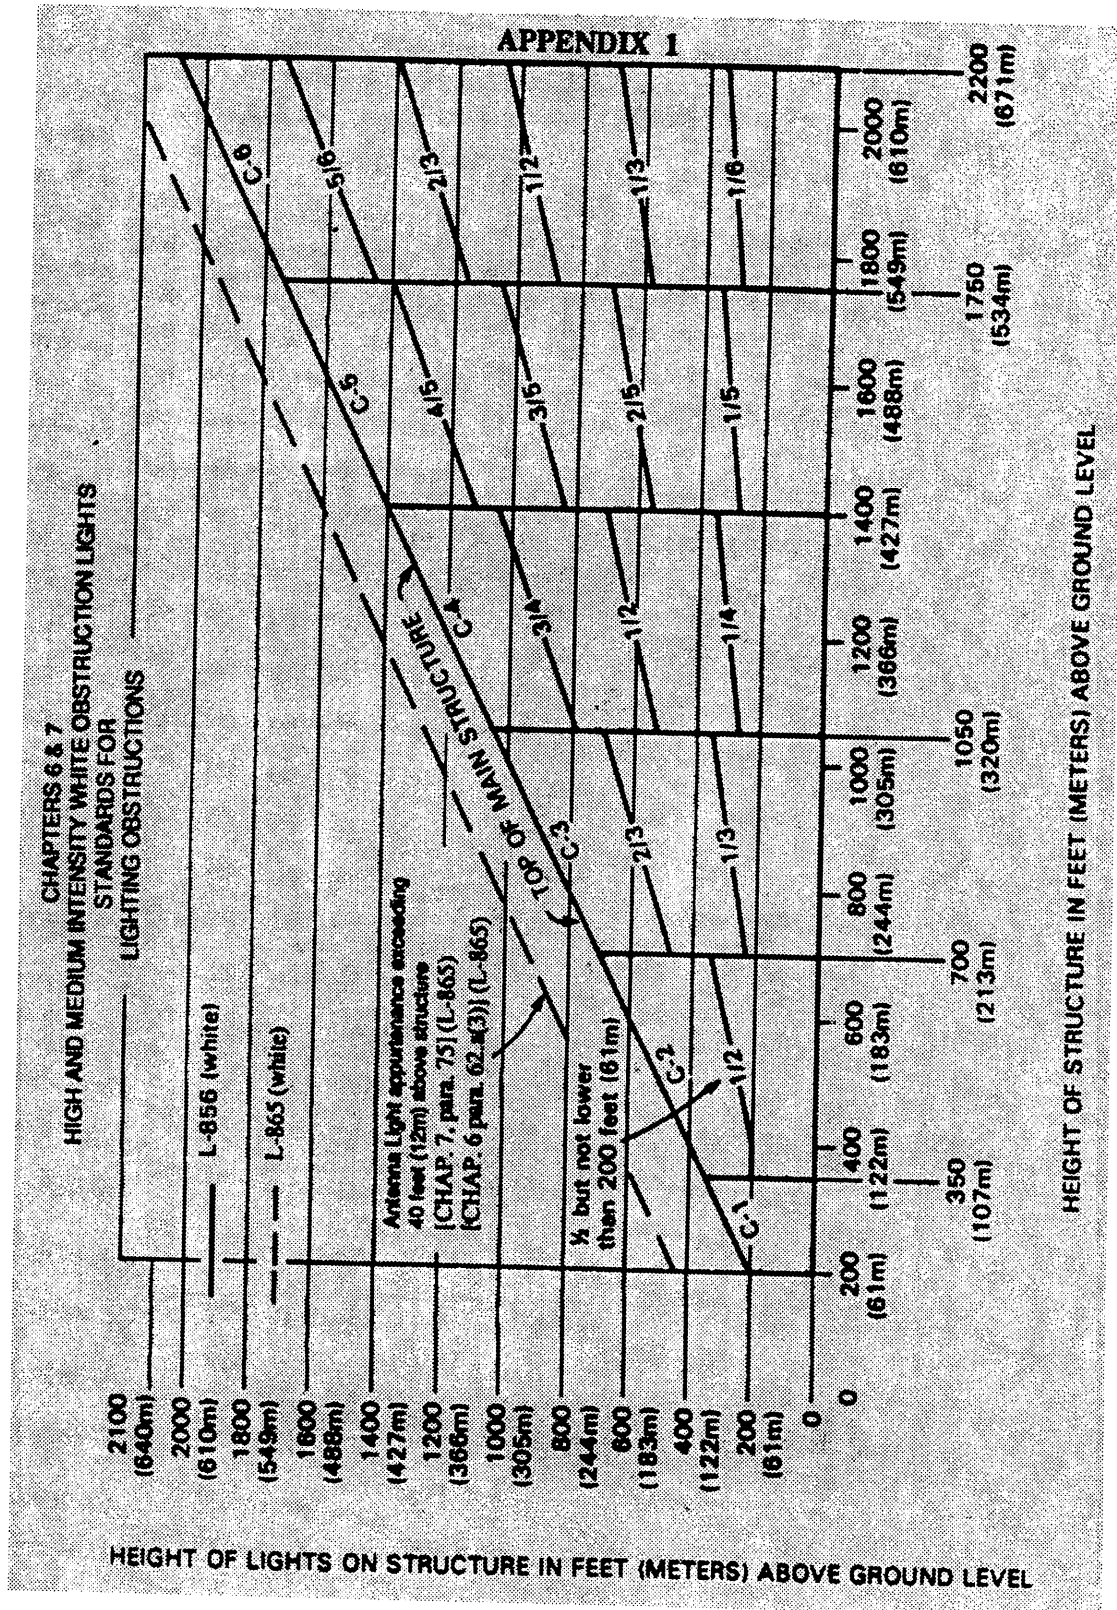 APPENDIX 1
CHAPTERS 6 & 7
HIGH AND MEDIUM INTENSITY WHITE OBSTRUCTION LIGHTS
STANDARDS FOR
LIGHTING OBSTRUCTIONS
L-856 (white)
L-865 (white)
Antenna Light appurtenance exceeding
40 feet (12m) above structure
[CHAP. 7, para. 75] (L-865)
[CHAP. 6 para. 62.a(3)] (L-865)
TOP OF MAIN STRUCTURE
½ but not lower
than 200 feet (61m)
C-1
C-2
C-3
C-4
C-5
C-6
1/2
2/3
1/3
3/4
1/2
1/4
4/5
3/5
2/5
1/5
5/6
2/3
1/2
1/3
1/6
2100
(640m)
2000
(610m)
1800
(549m)
1600
(488m)
1400
(427m)
1200
(366m)
1000
(305m)
800
(244m)
600
(183m)
400
(122m)
200
(61m)
0
0
200
(61m)
400
(122m)
600
(183m)
800
(244m)
1000
(305m)
1200
(366m)
1400
(427m)
1600
(488m)
1800
(549m)
2000
(610m)
350
(107m)
700
(213m)
1050
(320m)
1750
(534m)
2200
(671m)
HEIGHT OF STRUCTURE IN FEET (METERS) ABOVE GROUND LEVEL
HEIGHT OF LIGHTS ON STRUCTURE IN FEET (METERS) ABOVE GROUND LEVEL